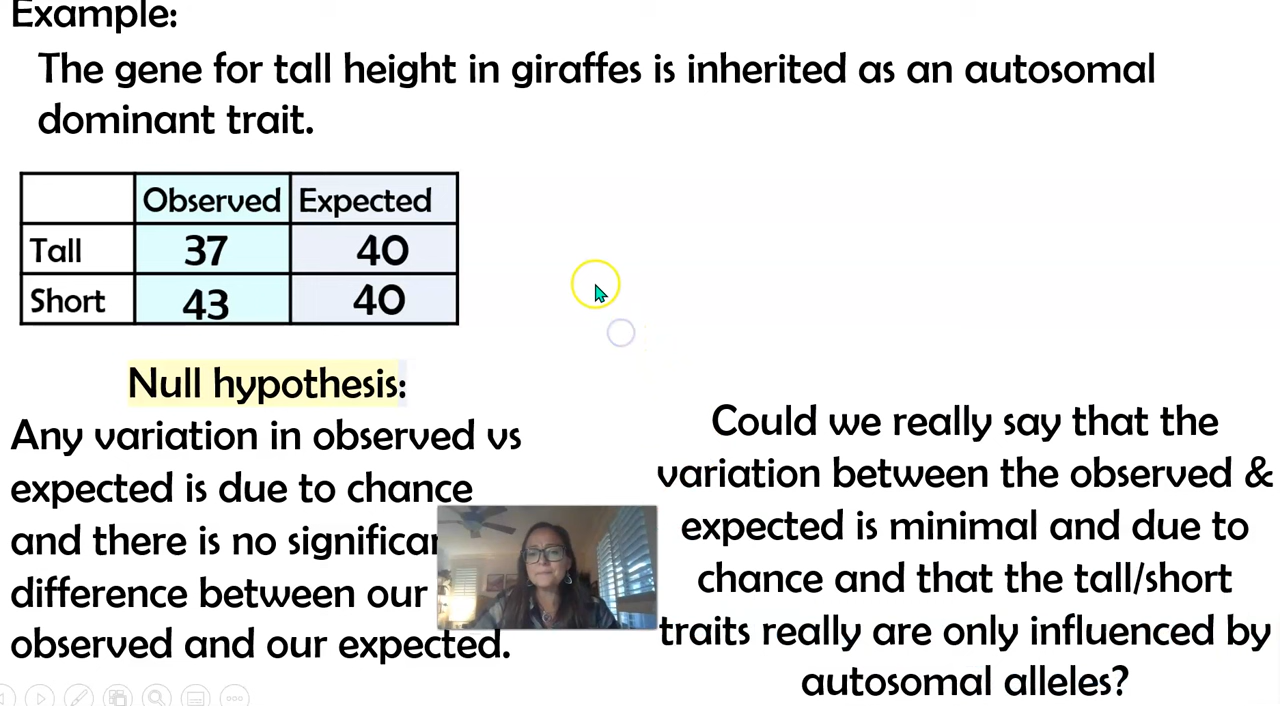 Example:
The gene for tall height in giraffes is inherited as an autosomal
dominant trait.
Observed Expected
Tall 37 40
Short 43 40
Null hypothesis:
Any variation in observed vs
expected is due to chance
and there is no
difference between our
observed and our expected.
Could we really say that the
variation between the observed &
expected is minimal and due to
chance and that the tall/short
traits really are only influenced by
autosomal alleles?